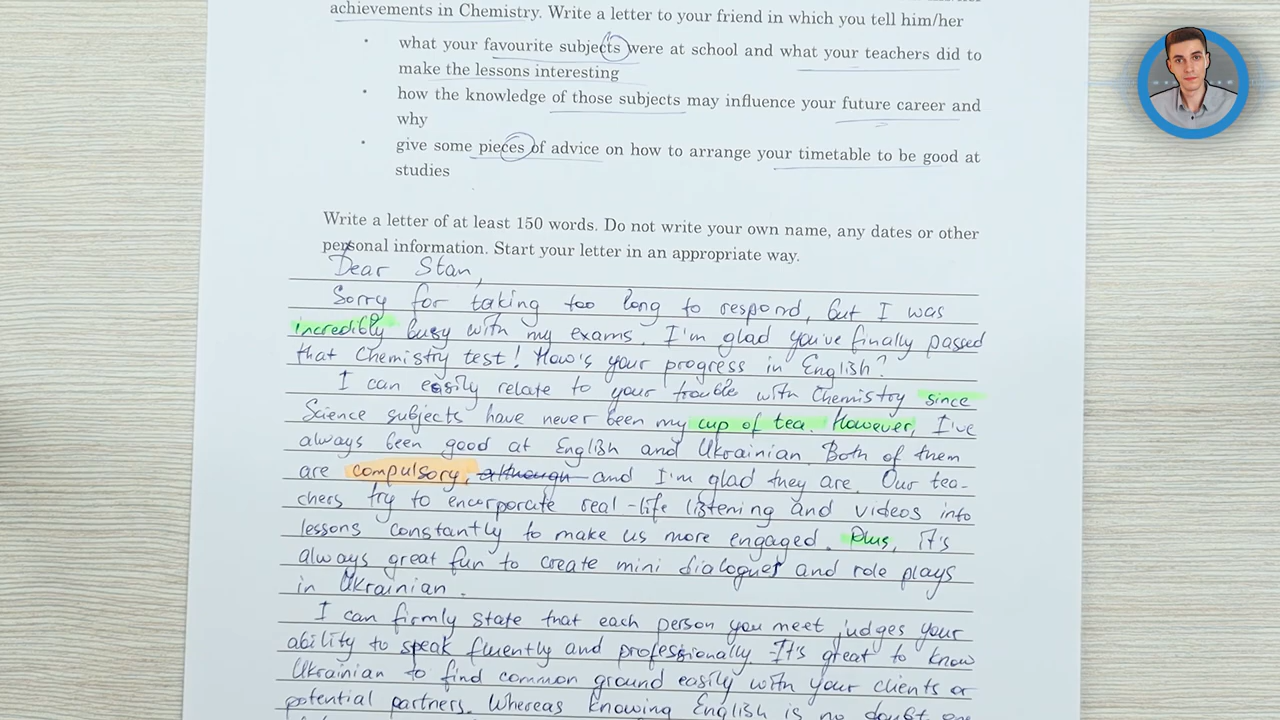 achievements in Chemistry. Write a letter to your friend in which you tell him/her
• what your favourite subjects were at school and what your teachers did to
make the lessons interesting
• how the knowledge of those subjects may influence your future career and
why
• give some pieces of advice on how to arrange your timetable to be good at
studies
Write a letter of at least 150 words. Do not write your own name, any dates or other
personal information. Start your letter in an appropriate way.
Dear Stan,
Sorry for taking too long to respond, but I was
incredibly busy with my exams. I'm glad you've finally passed
that Chemistry test! How's your progress in English?
I can easily relate to your trouble with Chemistry since
Science subjects have never been my cup of tea. However, I've
always been good at English and Ukrainian. Both of them
are compulsory although and I'm glad they are. Our tea-
chers try to encorporate real-life listening and videos into
lessons constantly to make us more engaged. Plus, it's
always great fun to create mini dialogues and role plays
in Ukrainian.
I can firmly state that each person you meet judges your
ability to speak fluently and professionally. It's great to know
Ukrainian to find common ground easily with your clients or
potential partners. Whereas knowing English is no doubt one